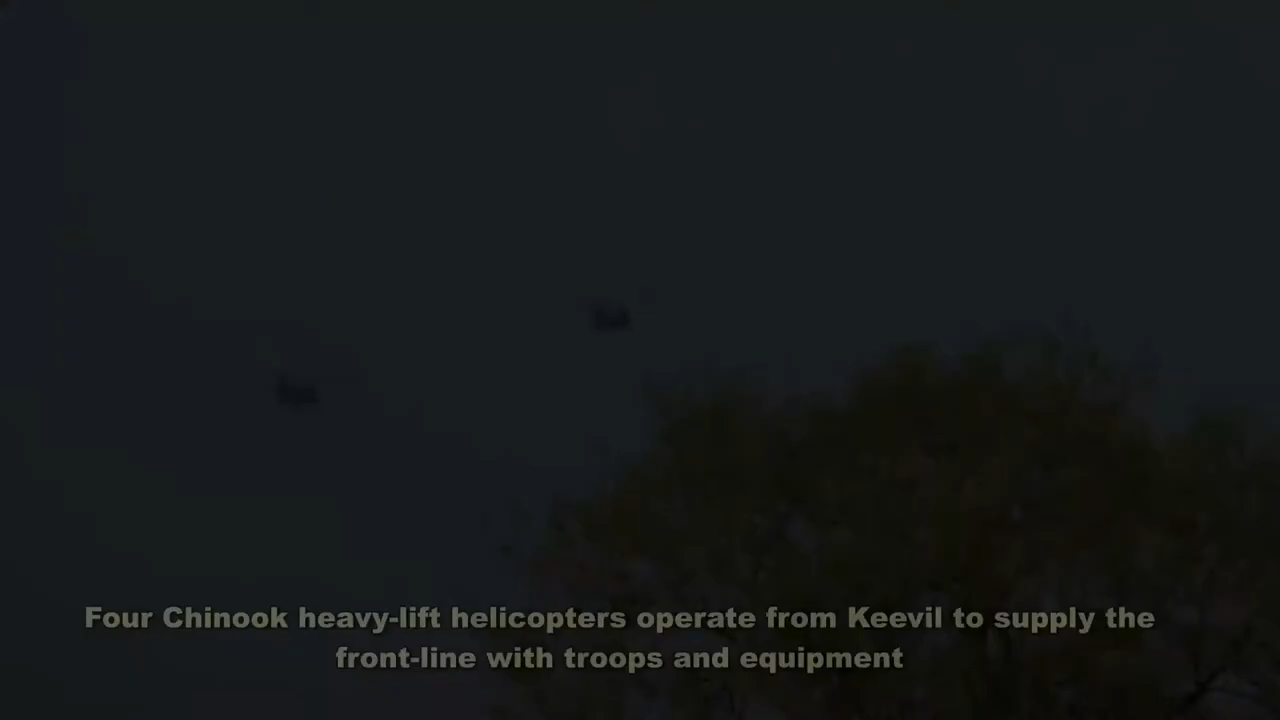 Four Chinook heavy-lift helicopters operate from Keevil to supply the
front-line with troops and equipment